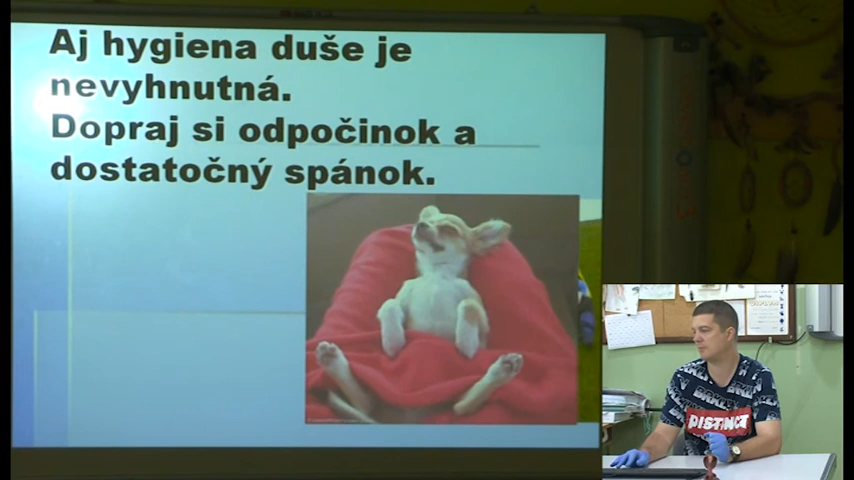 Aj hygiena duše je
nevyhnutná.
Dopraj si odpočinok a
dostatočný spánok.
DISTINCT